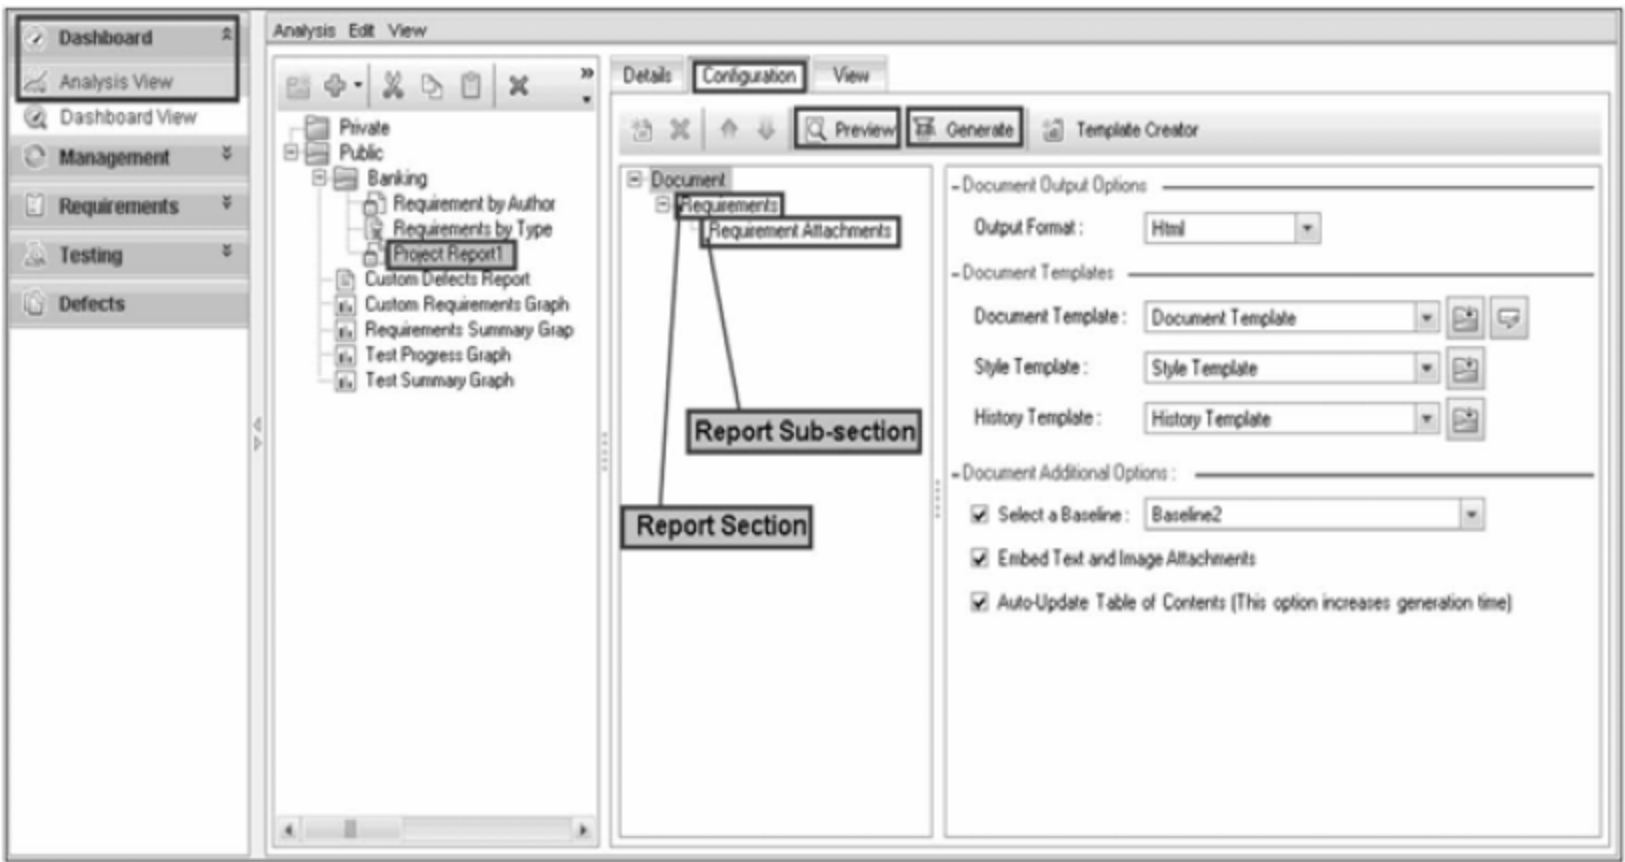 Dashboard
Analysis View
Dashboard View
Management
Requirements
Testing
Defects
Analysis Edit View
Private
Public
Banking
Requirement by Author
Requirements by Type
Project Report1
Custom Defects Report
Custom Requirements Graph
Requirements Summary Grap
Test Progress Graph
Test Summary Graph
Details Configuration View
Preview Generate Template Creator
Document
Requirements
Requirement Attachments
Report Sub-section
Report Section
Document Output Options
Output Format : Html
Document Templates
Document Template : Document Template
Style Template : Style Template
History Template : History Template
Document Additional Options :
Select a Baseline : Baseline2
Embed Text and Image Attachments
Auto-Update Table of Contents (This option increases generation time)